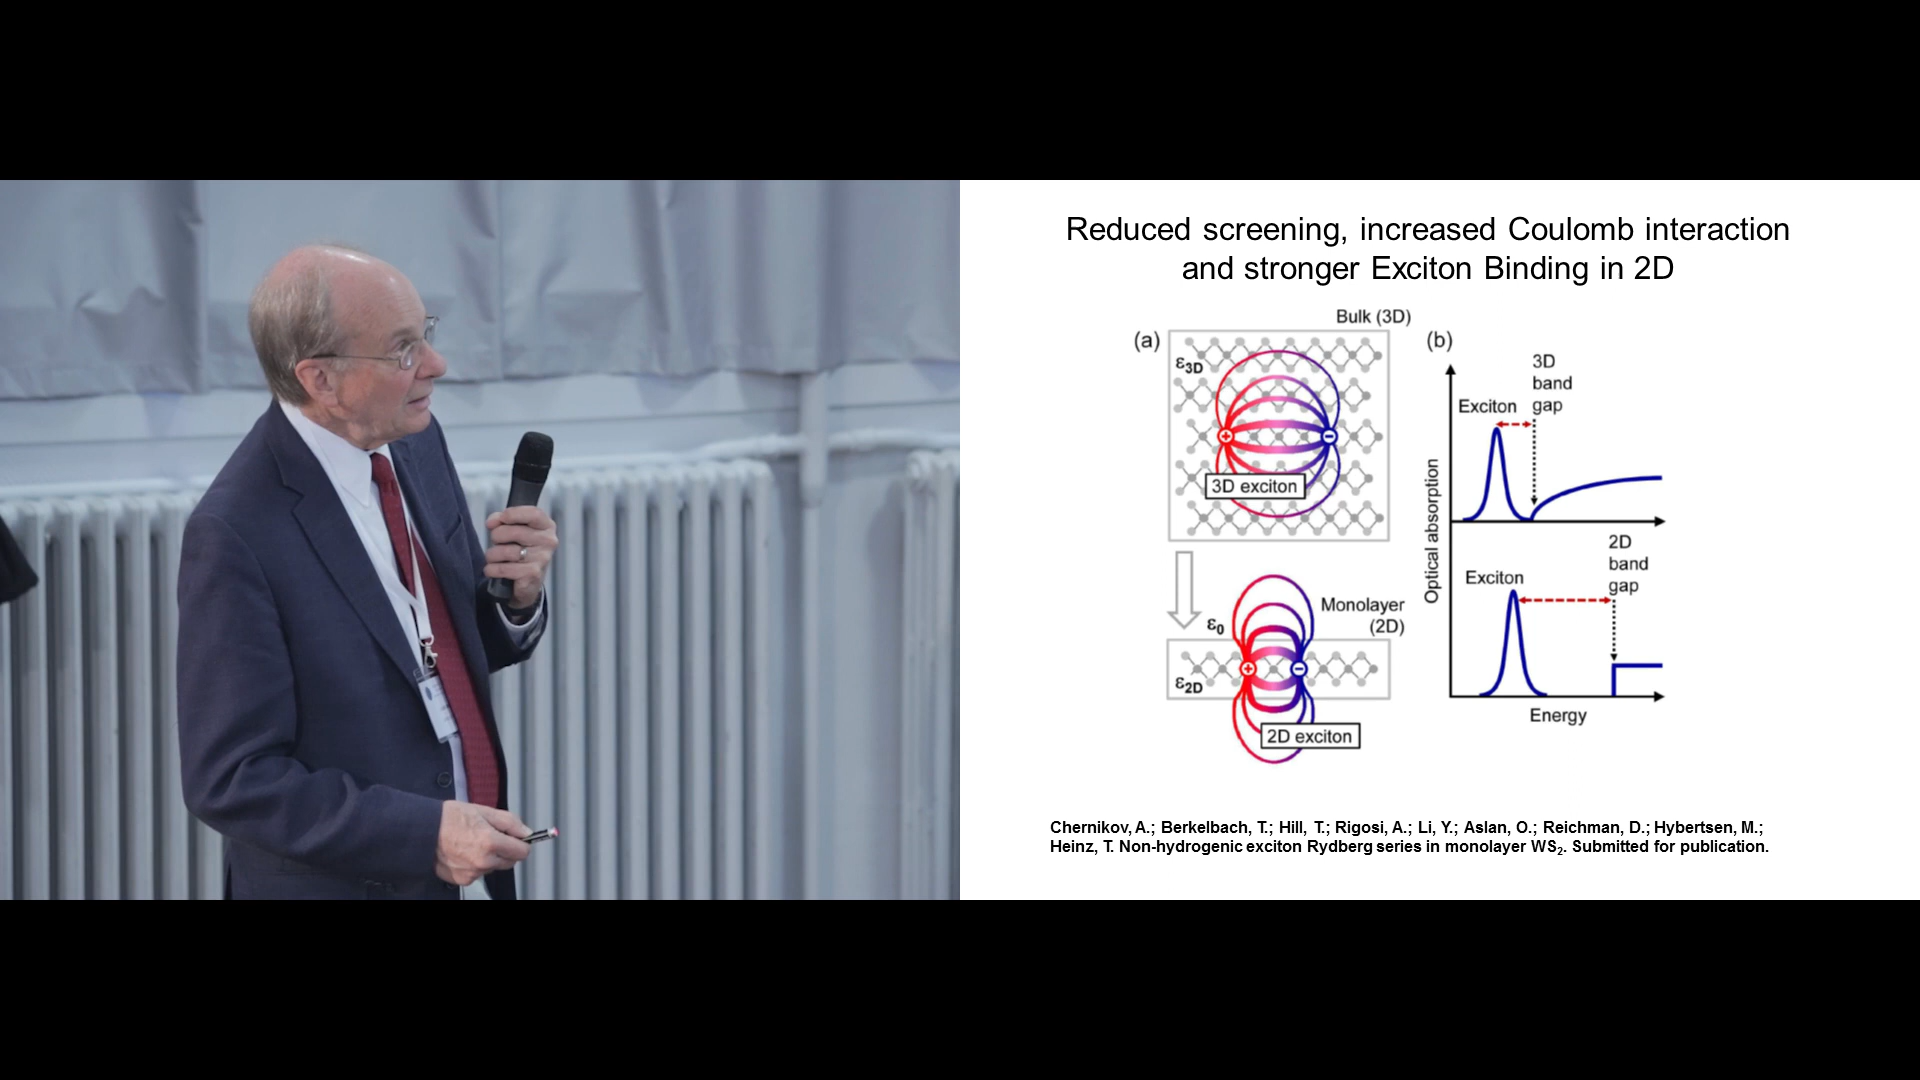 Reduced screening, increased Coulomb interaction
and stronger Exciton Binding in 2D
Bulk (3D)
(a)
ε3D
3D exciton
Monolayer
(2D)
ε0
ε2D
2D exciton
(b)
3D
band
gap
Exciton
2D
band
gap
Exciton
Optical absorption
Energy
Chernikov, A.; Berkelbach, T.; Hill, T.; Rigosi, A.; Li, Y.; Aslan, O.; Reichman, D.; Hybertsen, M.;
Heinz, T. Non-hydrogenic exciton Rydberg series in monolayer WS2. Submitted for publication.